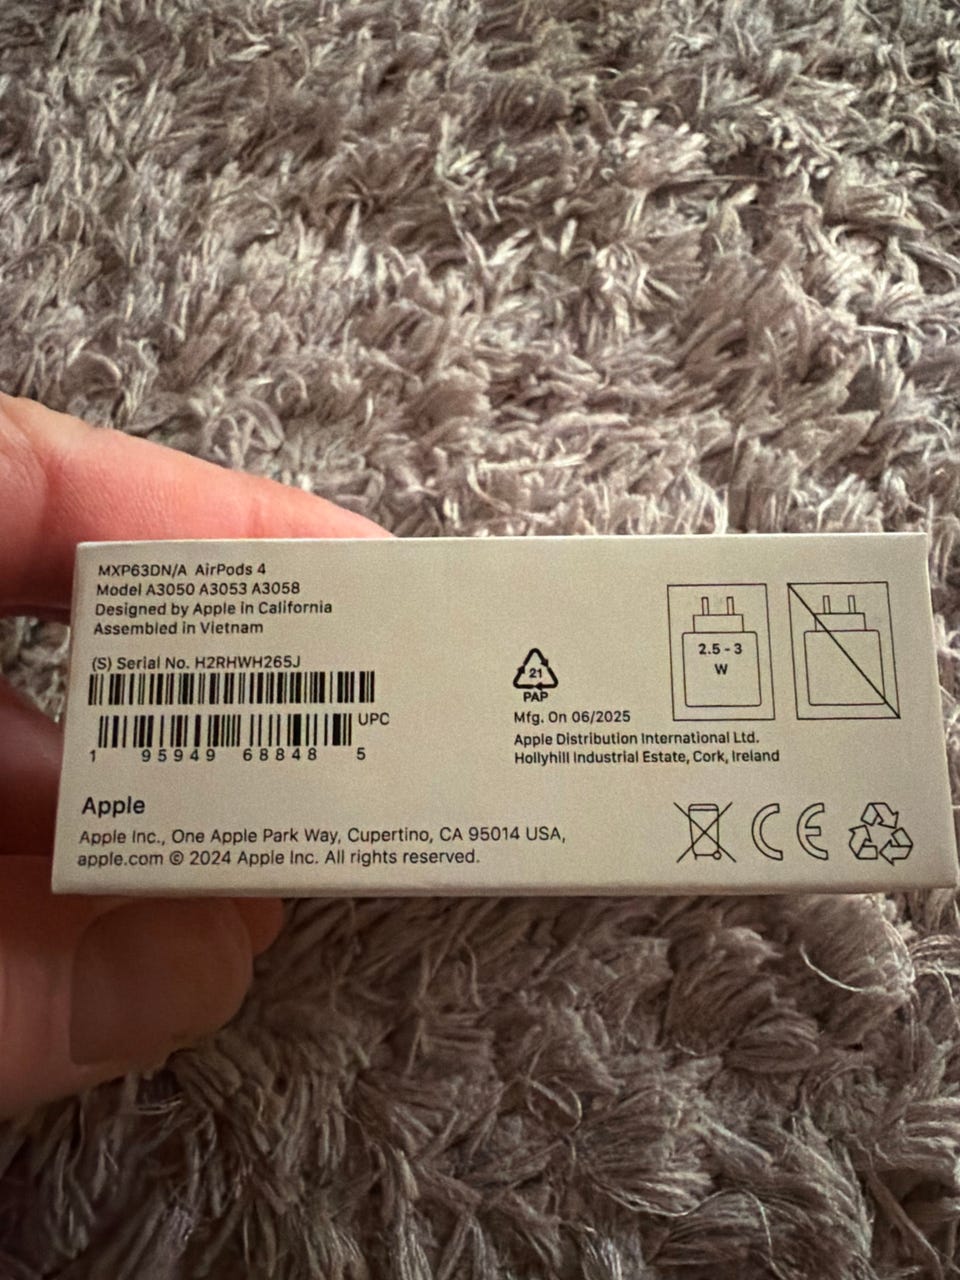 MXP63DN/A AirPods 4
Model A3050 A3053 A3058
Designed by Apple in California
Assembled in Vietnam
(S) Serial No. H2RHWH265J
UPC
1 95949 68848 5
Apple
Apple Inc., One Apple Park Way, Cupertino, CA 95014 USA,
apple.com © 2024 Apple Inc. All rights reserved.
21
PAP
Mfg. On 06/2025
Apple Distribution International Ltd.
Hollyhill Industrial Estate, Cork, Ireland
2.5 - 3
W
CE